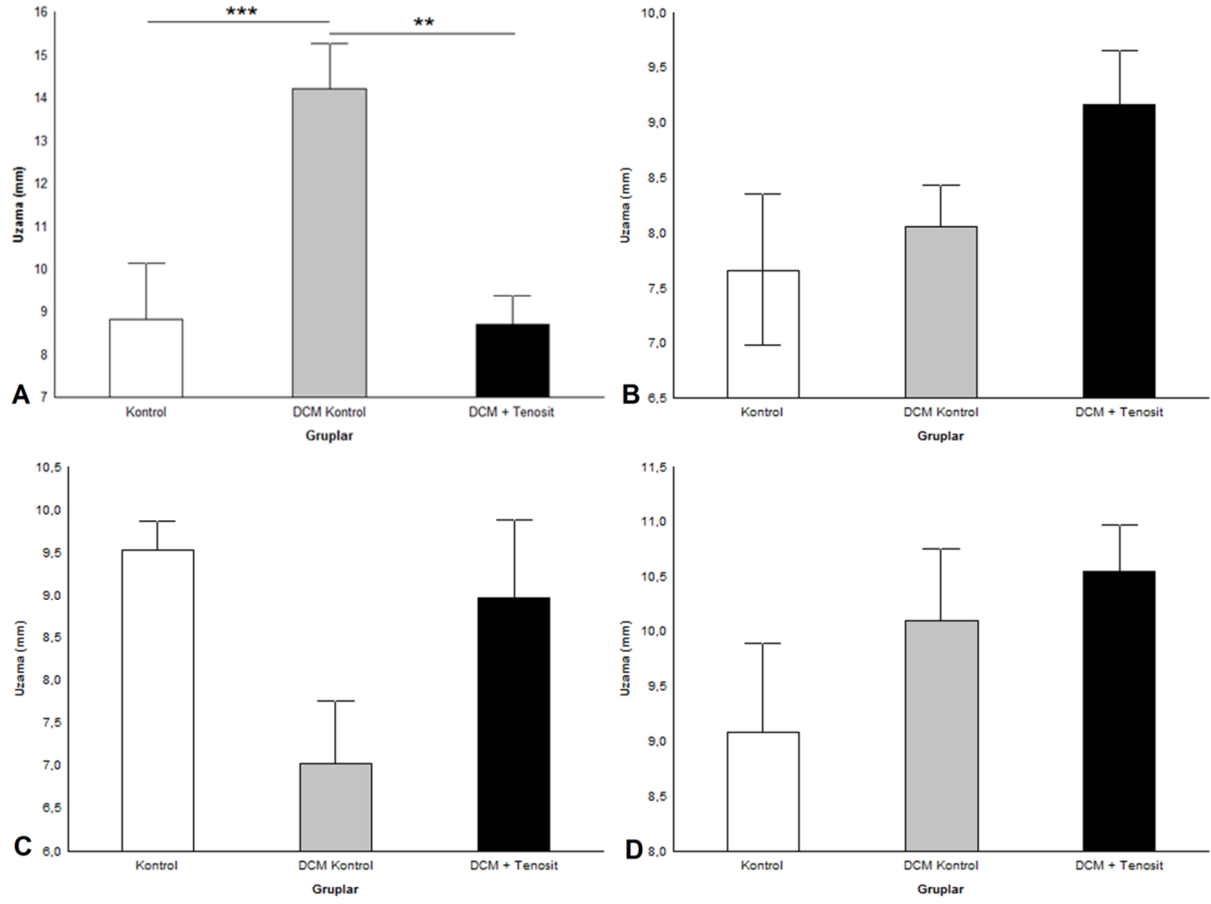 16
15
14
13
12
11
10
9
8
7
Uzama (mm)
***
**
Kontrol
DCM Kontrol
DCM + Tenosit
Gruplar
A
10,0
9,5
9,0
8,5
8,0
7,5
7,0
6,5
Uzama (mm)
Kontrol
DCM Kontrol
DCM + Tenosit
Gruplar
B
10,5
10,0
9,5
9,0
8,5
8,0
7,5
7,0
6,5
6,0
Uzama (mm)
Kontrol
DCM Kontrol
DCM + Tenosit
Gruplar
C
11,5
11,0
10,5
10,0
9,5
9,0
8,5
8,0
Uzama (mm)
Kontrol
DCM Kontrol
DCM + Tenosit
Gruplar
D